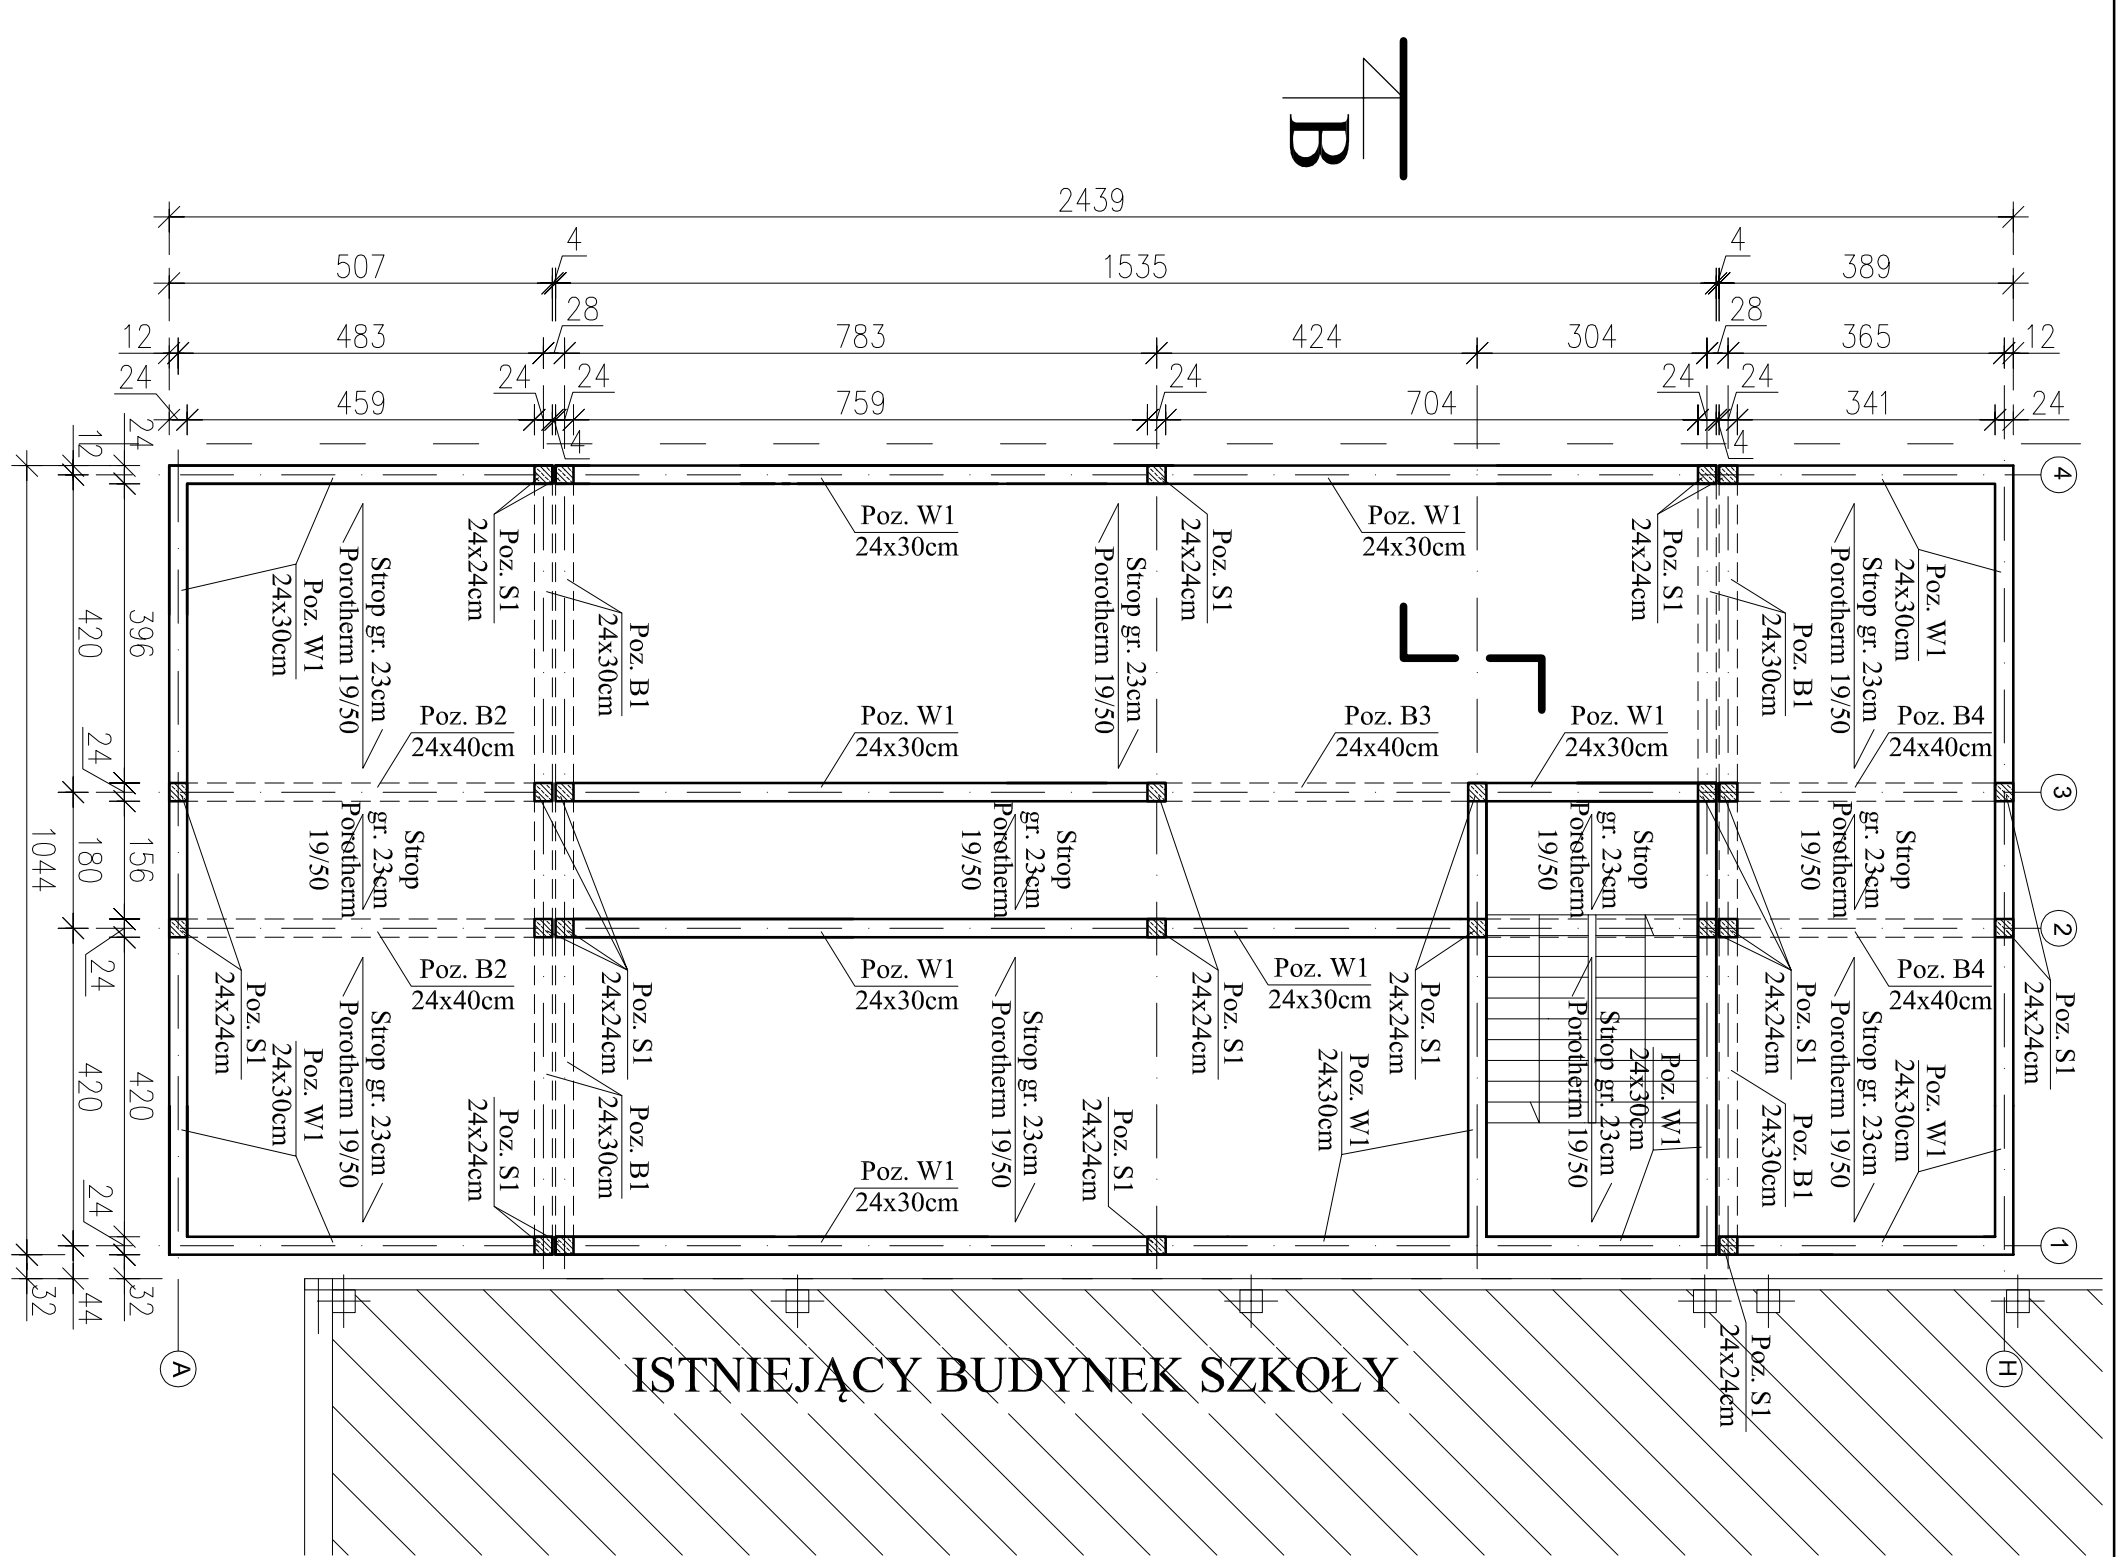 B
2439
4
4
507
1535
389
28
28
12
483
783
424
304
365
12
24
24
24
24
24
24
459
759
704
341
24
4
4
24
12
4
Poz. W1
24x30cm
Poz. W1
24x30cm
Poz. S1
24x24cm
Poz. S1
24x24cm
Poz. S1
24x24cm
Strop gr. 23cm
Porotherm 19/50
Strop gr. 23cm
Porotherm 19/50
Strop gr. 23cm
Porotherm 19/50
Poz. W1
24x30cm
Poz. W1
24x30cm
Poz. B1
24x30cm
Poz. B1
24x30cm
396
420
Poz. B2
24x40cm
Poz. W1
24x30cm
Poz. B3
24x40cm
Poz. W1
24x30cm
Poz. B4
24x40cm
24
3
Strop
gr. 23cm
Porotherm
19/50
Strop
gr. 23cm
Porotherm
19/50
Strop
gr. 23cm
Porotherm
19/50
Strop
gr. 23cm
Porotherm
19/50
156
180
1044
2
24
Poz. B2
24x40cm
Poz. W1
24x30cm
Poz. W1
24x30cm
Poz. B4
24x40cm
Poz. S1
24x24cm
Poz. S1
24x24cm
Poz. S1
24x24cm
Poz. S1
24x24cm
Poz. S1
24x24cm
Poz. S1
24x24cm
Strop gr. 23cm
Porotherm 19/50
Strop gr. 23cm
Porotherm 19/50
Strop gr. 23cm
Porotherm 19/50
Strop gr. 23cm
Porotherm 19/50
Poz. W1
24x30cm
Poz. W1
24x30cm
Poz. W1
24x30cm
Poz. W1
24x30cm
420
420
Poz. S1
24x24cm
Poz. B1
24x30cm
Poz. S1
24x24cm
Poz. B1
24x30cm
Poz. W1
24x30cm
24
1
32
44
32
Poz. S1
24x24cm
A
H
ISTNIEJĄCY BUDYNEK SZKOŁY